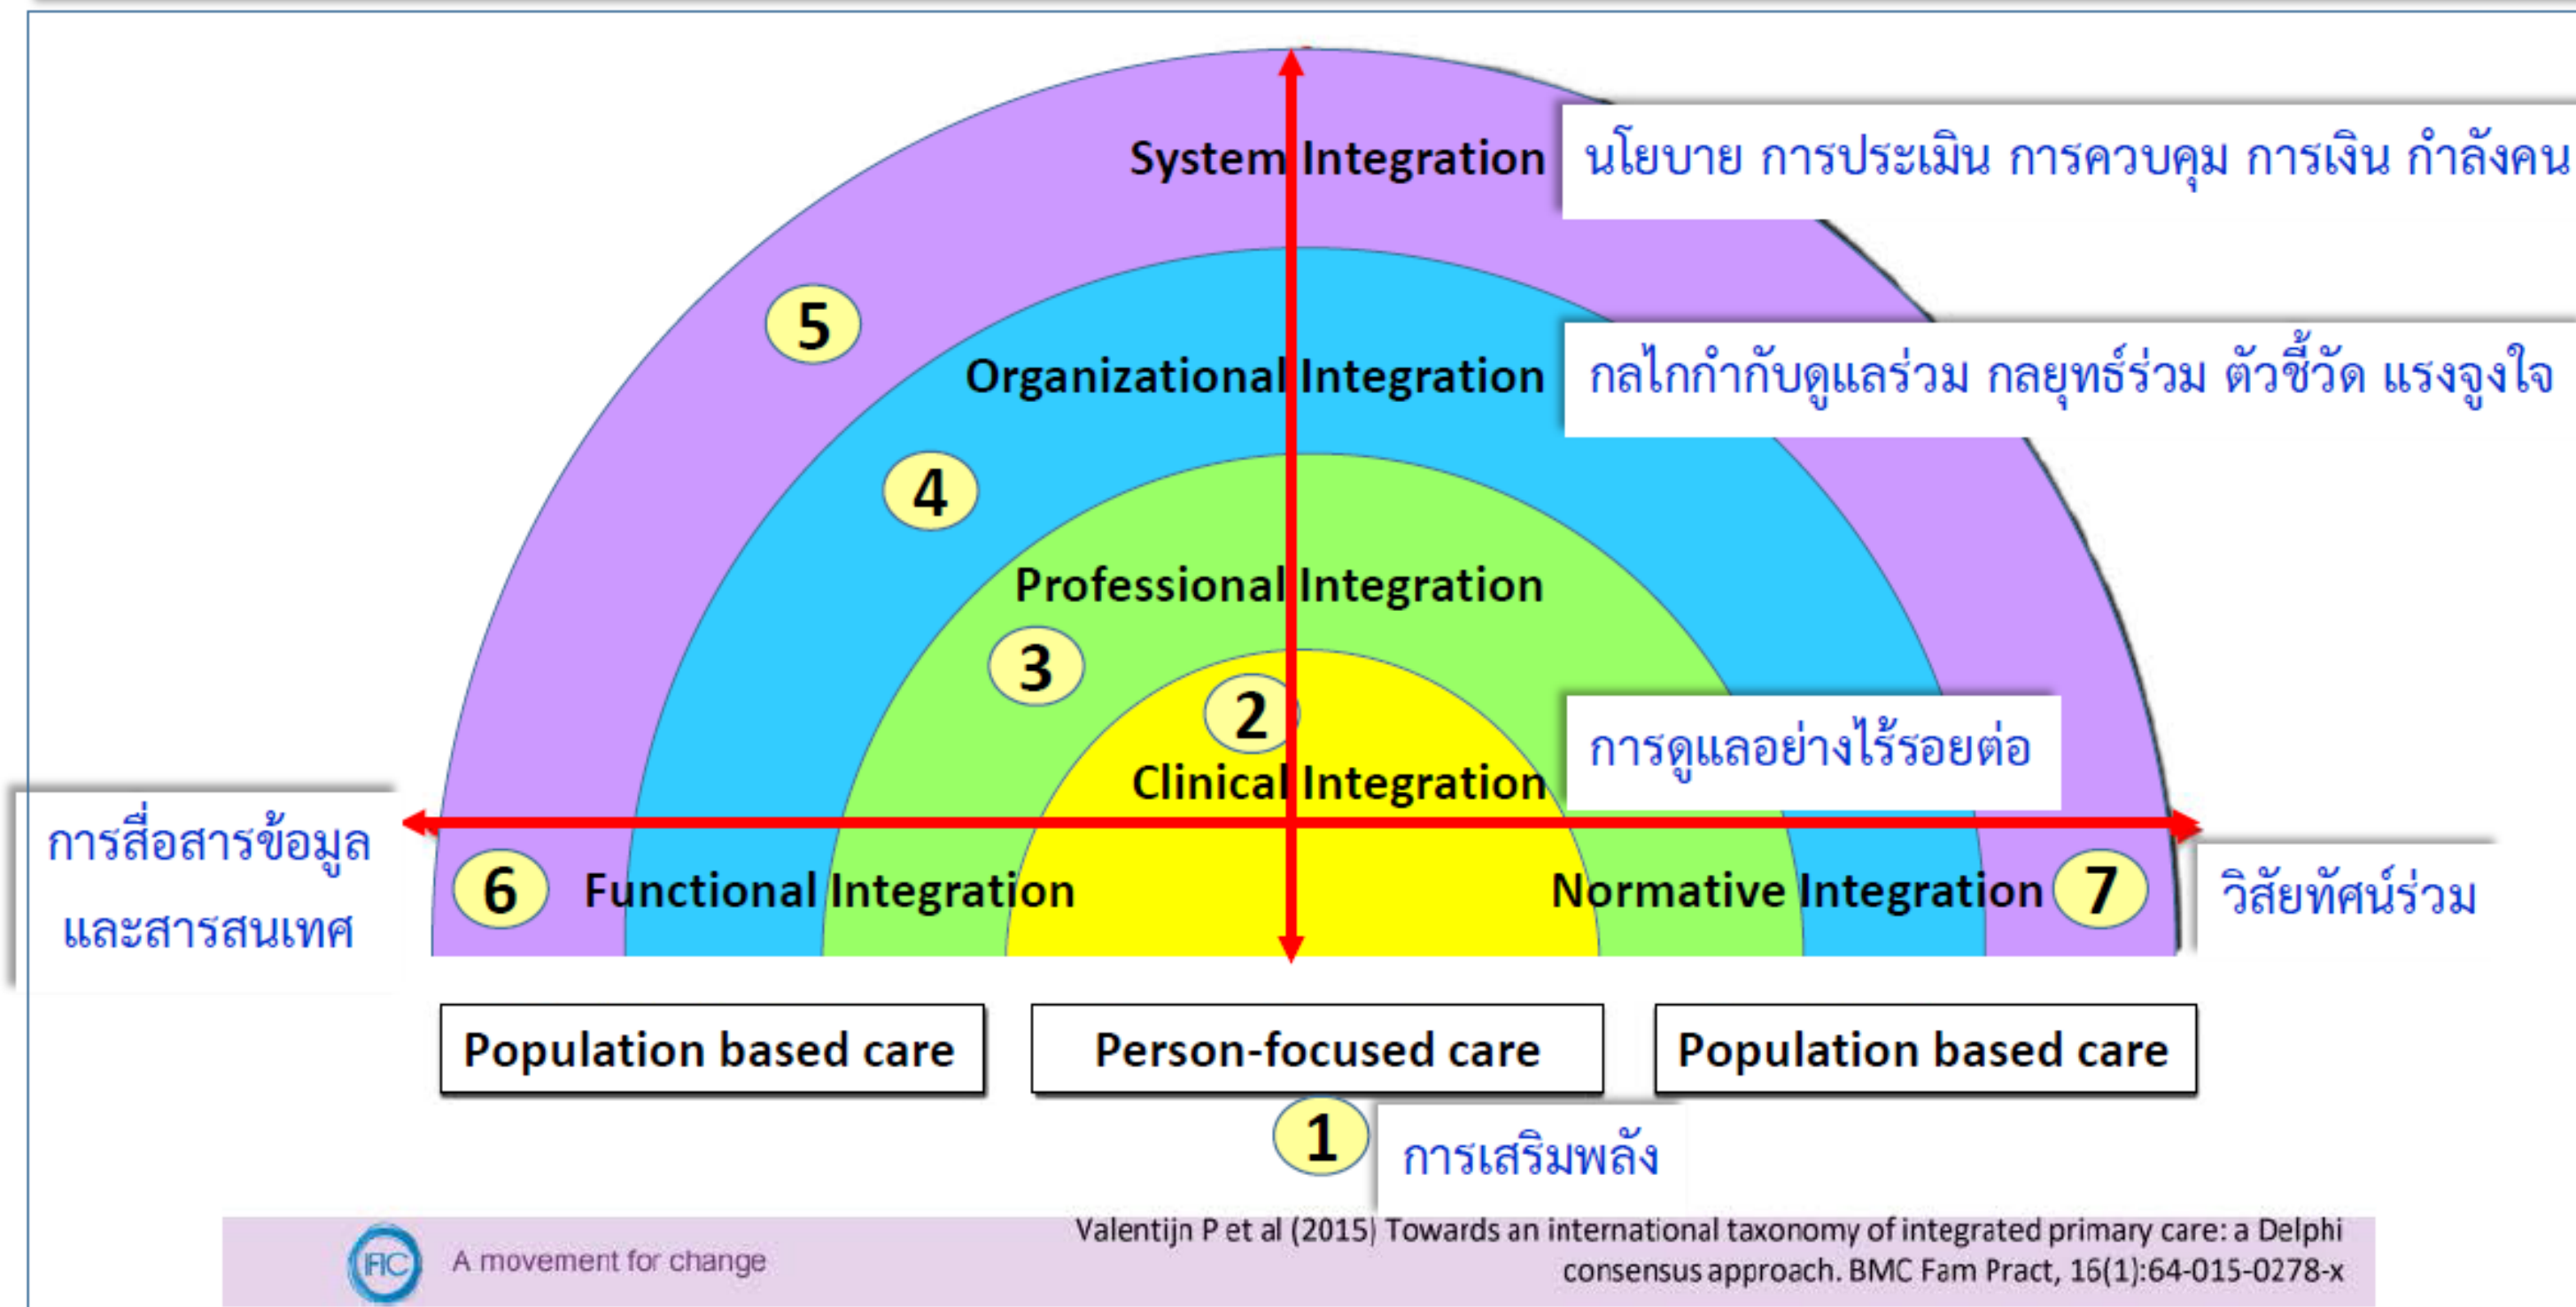 System Integration
นโยบาย การประเมิน การควบคุม การเงิน กำลังคน
5
Organizational Integration
กลไกกำกับดูแลร่วม กลยุทธ์ร่วม ตัวชี้วัด แรงจูงใจ
4
Professional Integration
3
2
การดูแลอย่างไร้รอยต่อ
Clinical Integration
การสื่อสารข้อมูล
และสารสนเทศ
6
Functional Integration
Normative Integration
7
วิสัยทัศน์ร่วม
Population based care
Person-focused care
Population based care
1
การเสริมพลัง
IFIC
A movement for change
Valentijn P et al (2015) Towards an international taxonomy of integrated primary care: a Delphi
consensus approach. BMC Fam Pract, 16(1):64-015-0278-x